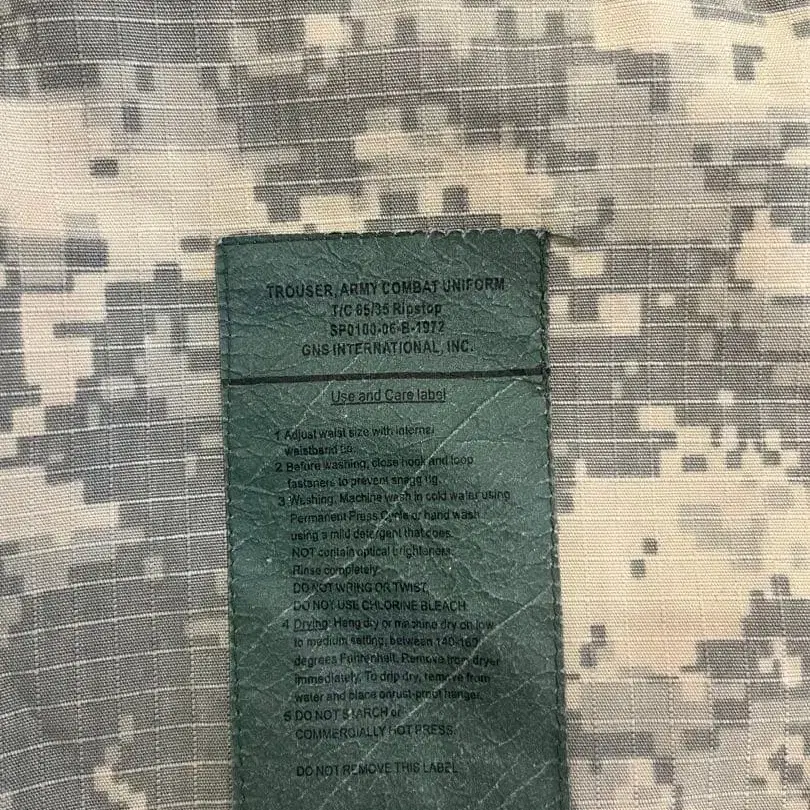 TROUSER, ARMY COMBAT UNIFORM
T/C 65/35 Ripstop
SP0100-06-B-1972
GNS INTERNATIONAL, INC.
Use and Care label
1 Adjust waist size with internal
waistband tie.
2 Before washing, close hook and loop
fasteners to prevent snagging.
3 Washing: Machine wash in cold water using
Permanent Press Cycle or hand wash
using a mild detergent that does
NOT contain optical brighteners.
Rinse completely.
DO NOT WRING OR TWIST.
DO NOT USE CHLORINE BLEACH.
4 Drying: Hang dry or machine dry on low
to medium setting, between 140-160
degrees Fahrenheit. Remove from dryer
immediately. To drip dry, remove from
water and place on rust-proof hanger.
5 DO NOT STARCH or
COMMERCIALLY HOT PRESS.
DO NOT REMOVE THIS LABEL